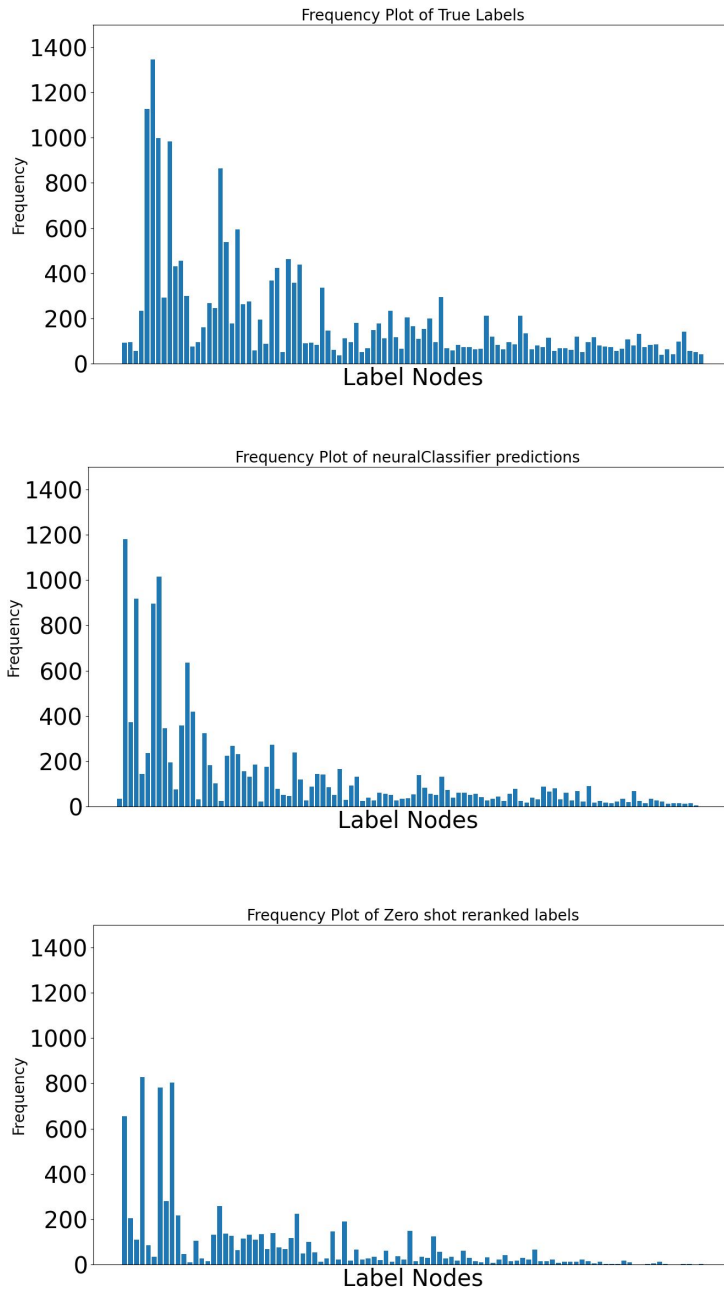 Frequency Plot of True Labels
1400
1200
1000
800
600
400
200
0
Frequency
Label Nodes
Frequency Plot of neuralClassifier predictions
1400
1200
1000
800
600
400
200
0
Frequency
Label Nodes
Frequency Plot of Zero shot reranked labels
1400
1200
1000
800
600
400
200
0
Frequency
Label Nodes